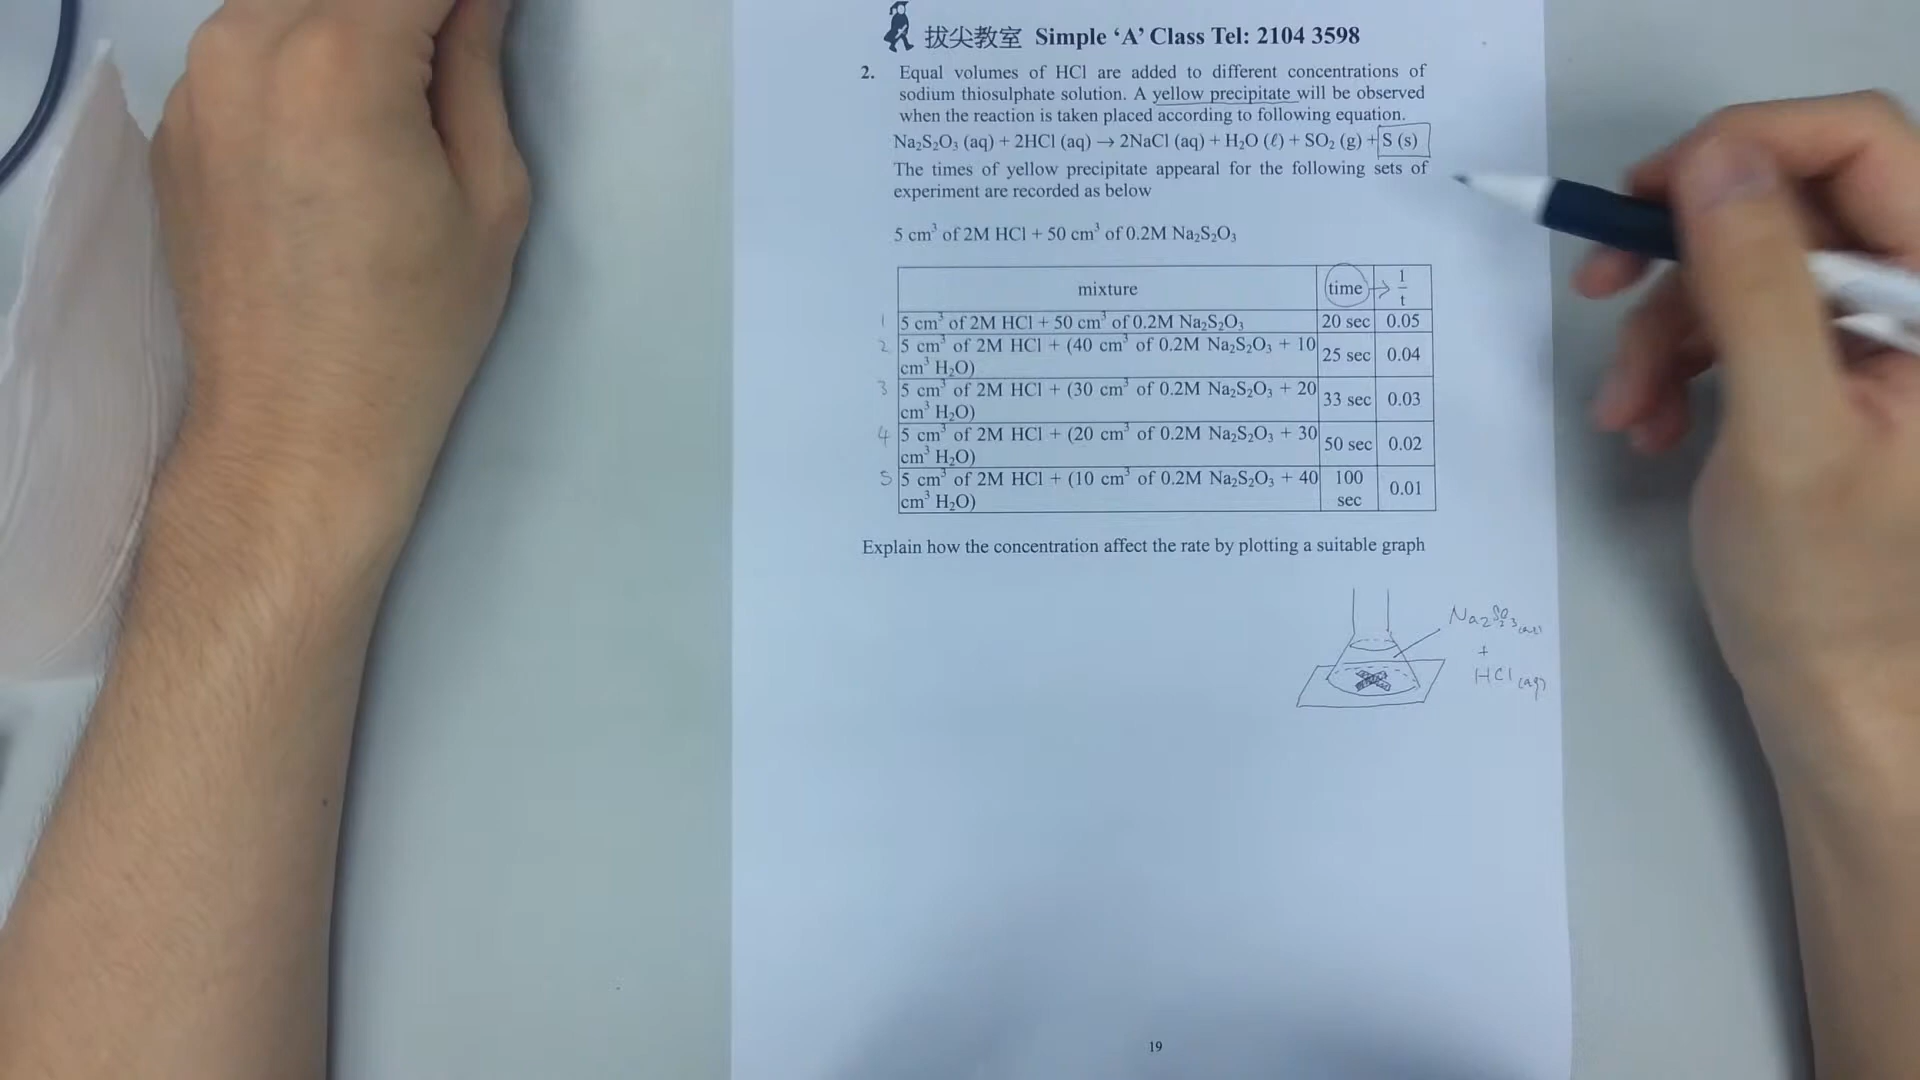 拔尖教室 Simple ‘A’ Class Tel: 2104 3598
2. Equal volumes of HCl are added to different concentrations of
sodium thiosulphate solution. A yellow precipitate will be observed
when the reaction is taken placed according to following equation.
Na₂S₂O₃ (aq) + 2HCl (aq) → 2NaCl (aq) + H₂O (ℓ) + SO₂ (g) + S (s)
The times of yellow precipitate appearal for the following sets of
experiment are recorded as below
5 cm³ of 2M HCl + 50 cm³ of 0.2M Na₂S₂O₃
mixture time → 1/t
1 5 cm³ of 2M HCl + 50 cm³ of 0.2M Na₂S₂O₃ 20 sec 0.05
2 5 cm³ of 2M HCl + (40 cm³ of 0.2M Na₂S₂O₃ + 10
cm³ H₂O) 25 sec 0.04
3 5 cm³ of 2M HCl + (30 cm³ of 0.2M Na₂S₂O₃ + 20
cm³ H₂O) 33 sec 0.03
4 5 cm³ of 2M HCl + (20 cm³ of 0.2M Na₂S₂O₃ + 30
cm³ H₂O) 50 sec 0.02
5 5 cm³ of 2M HCl + (10 cm³ of 0.2M Na₂S₂O₃ + 40
cm³ H₂O) 100 sec 0.01
Explain how the concentration affect the rate by plotting a suitable graph
Na₂S₂O₃(aq)
+
HCl(aq)
19